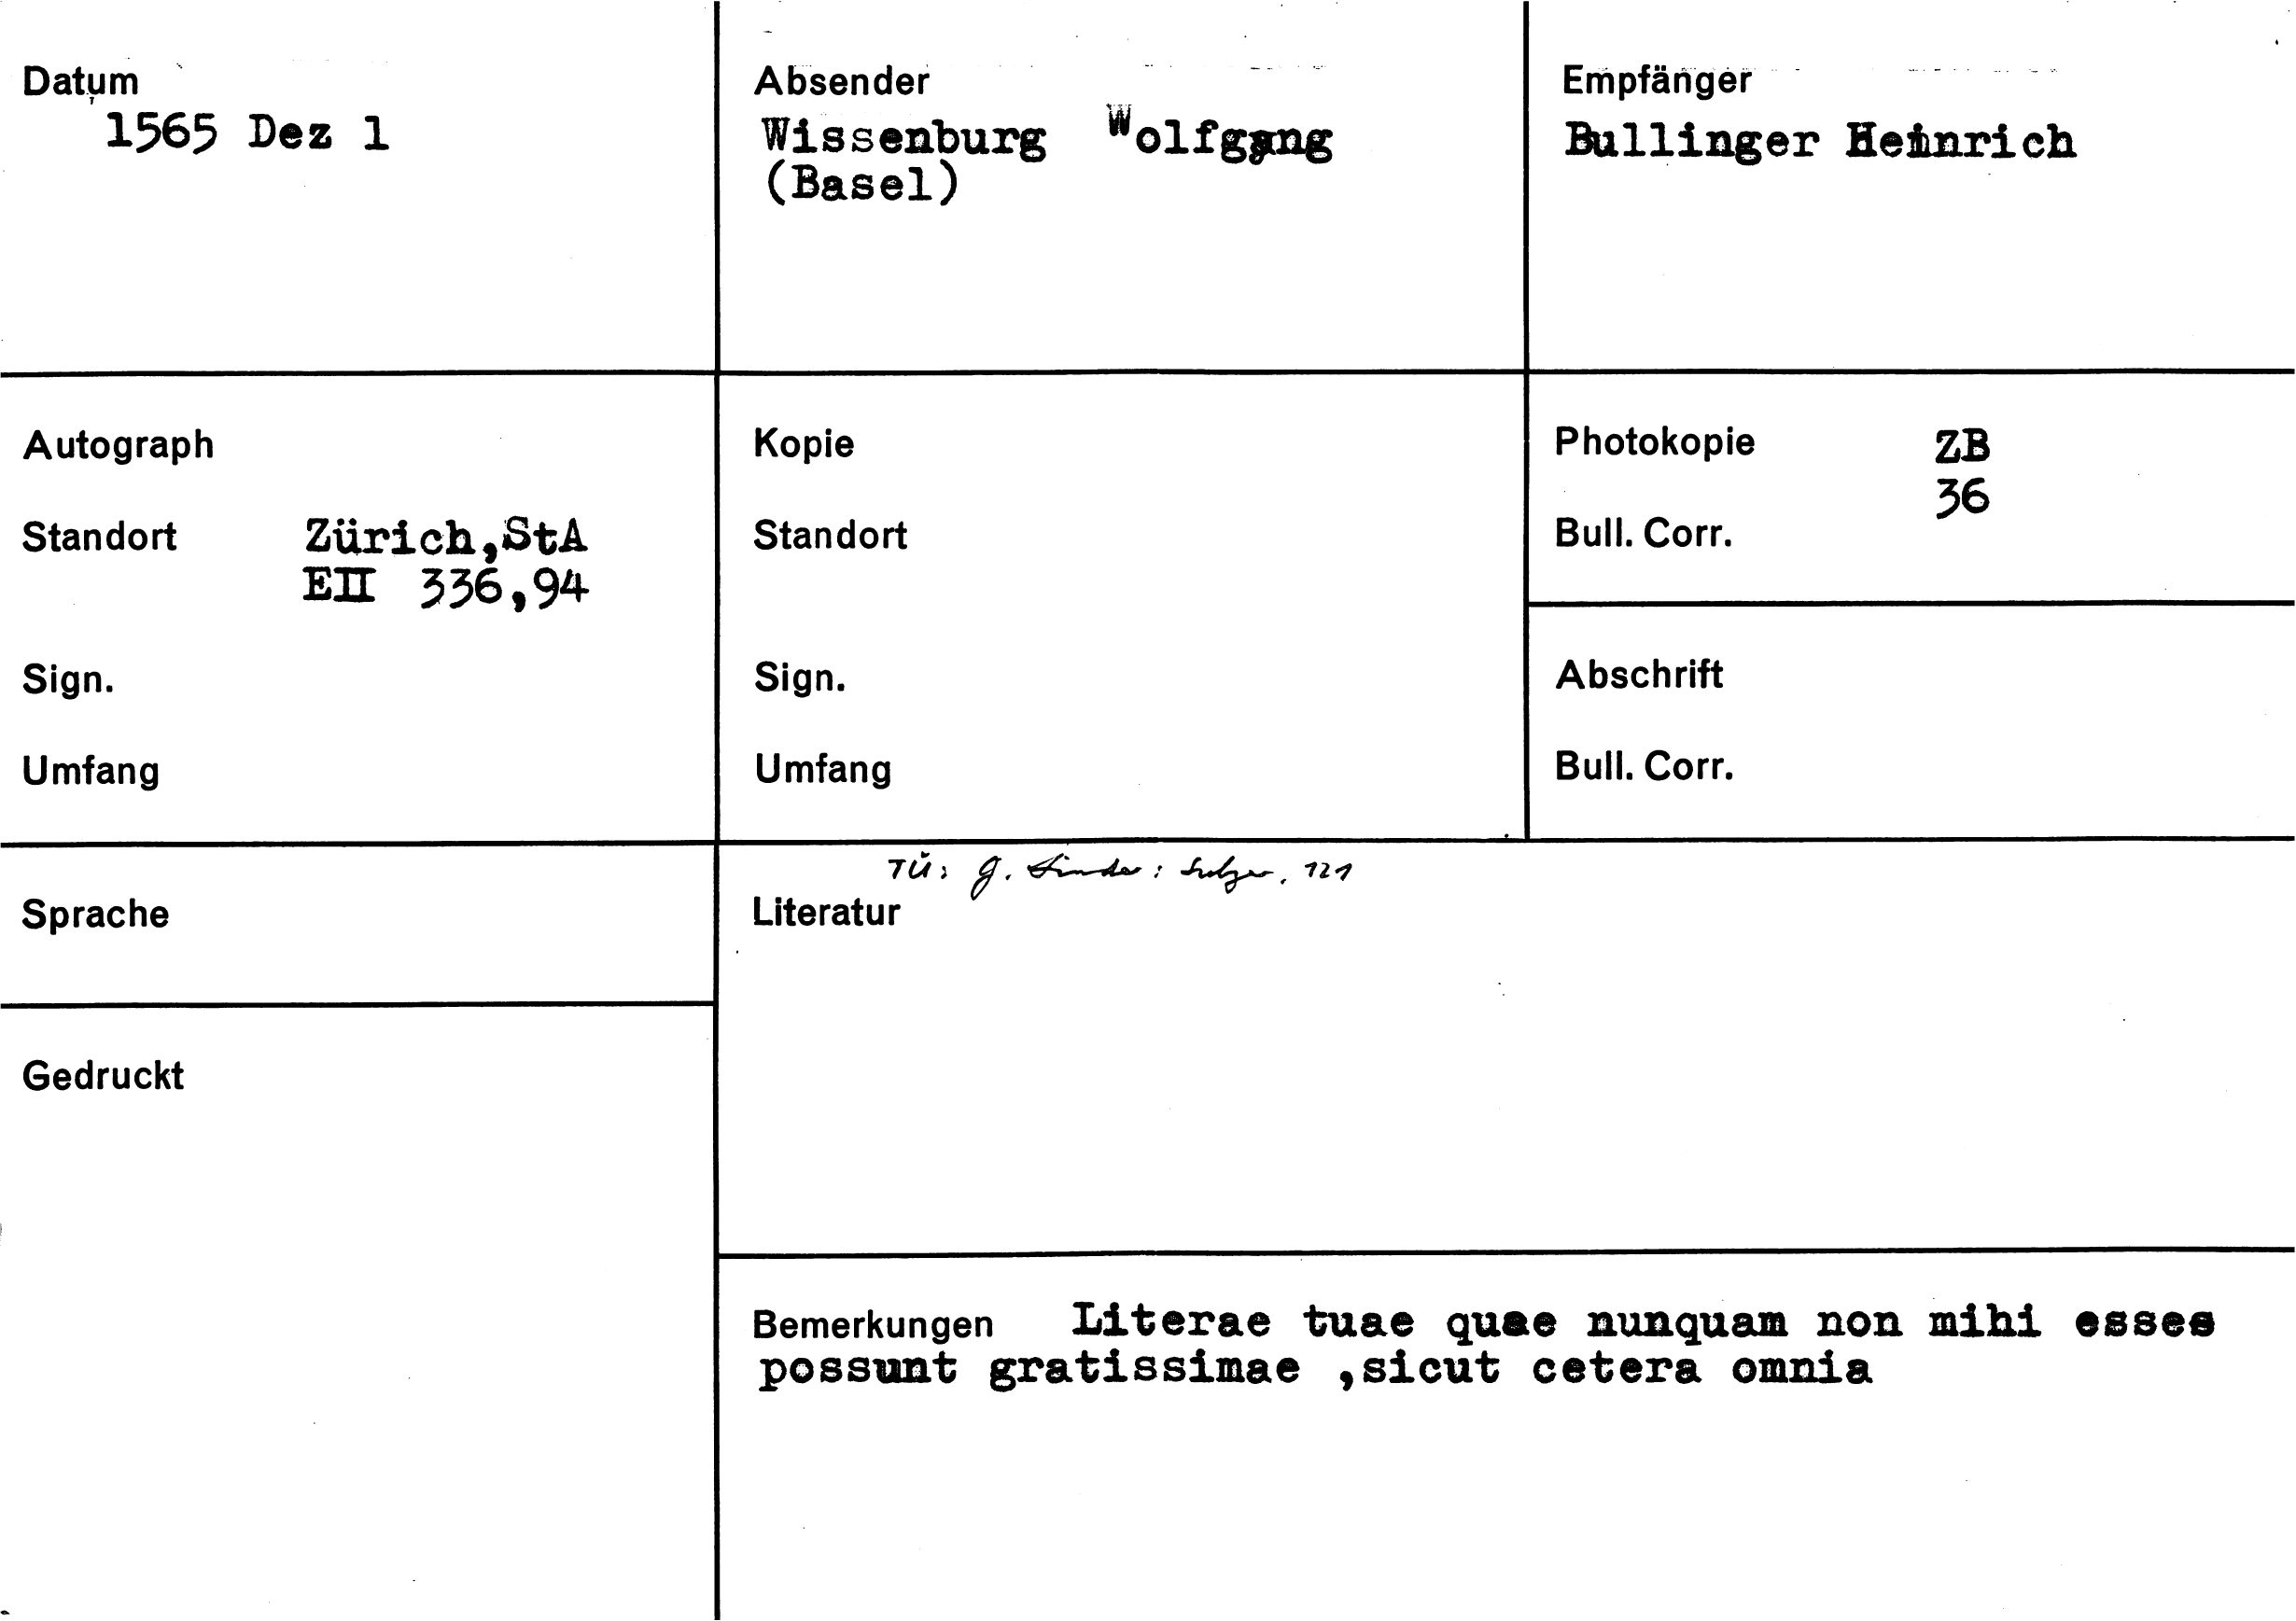 Datum
1565 Dez 1
Absender
Wissenburg Wolfgang
(Basel)
Empfänger
Bullinger Heinrich
Autograph
Standort Zürich,StA
EII 336,94
Sign.
Umfang
Kopie
Standort
Sign.
Umfang
Photokopie ZB
36
Bull. Corr.
Abschrift
Bull. Corr.
Sprache
Gedruckt
TÜ: G. Linder: Sulzer, 121
Literatur
Bemerkungen Literae tuae quae nunquam non mihi esses
possunt gratissimae ,sicut cetera omnia